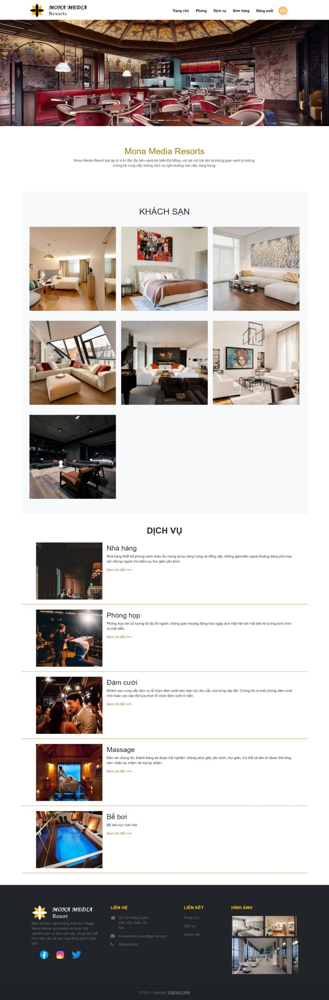 MONA MEDIA
Resorts
Trang chủ
Phòng
Dịch vụ
Đơn hàng
Đăng xuất
123
Mona Media Resorts
Mona Media Resort tọa lạc ở vị trí đắc địa bên cạnh bờ biển Đà Nẵng, với bờ cát trải dài và không gian xanh lý tưởng,
chúng tôi cung cấp những dịch vụ nghỉ dưỡng cao cấp, sang trọng.
KHÁCH SẠN
DỊCH VỤ
Nhà hàng
Nhà hàng thiết kế phong cách châu Âu mang lại sự sang trọng và đẳng cấp, không gian bên ngoài thoáng đãng phù hợp
với những người tìm kiếm sự thư giãn yên bình.
Xem chi tiết >>>
Phòng họp
Phòng họp với số lượng tối đa 50 người, không gian thoáng đãng tràn ngập ánh mặt trời với một bên là tường kính nhìn
ra mặt biển.
Xem chi tiết >>>
Đám cưới
Khách sạn cung cấp dịch vụ tổ chức đám cưới phù hợp tùy nhu cầu của từng cặp đôi. Chúng tôi có một phòng đám cưới
nhỏ hoặc các cặp đôi lựa chọn tổ chức đám cưới ở biển.
Xem chi tiết >>>
Massage
Đến với chúng tôi, khách hàng sẽ được trải nghiệm những phút giây yên bình, thư giãn. Cơ thể và tâm trí được thả lỏng,
cảm nhận sự chậm rãi của tự nhiên..
Xem chi tiết >>>
Bể bơi
Bể bơi cực mát nhé
Xem chi tiết >>>
MONA MEDIA
Resort
Đến với Khu nghỉ dưỡng Premier Village
Mona Media, quý khách sẽ được trải
nghiệm dịch vụ Spa cao cấp, trung tâm thể
hình hiện đại và các hoạt động giải trí trên
biển
LIÊN HỆ
Số 12 Hoàng Quốc
Việt, Cầu Giấy, Hà
Nội
monamedia_resort@gmail.com
0982456456
LIÊN KẾT
Trang chủ
Dịch vụ
Khách sạn
HÌNH ẢNH
© 2021 Copyright: CSE485.CNW